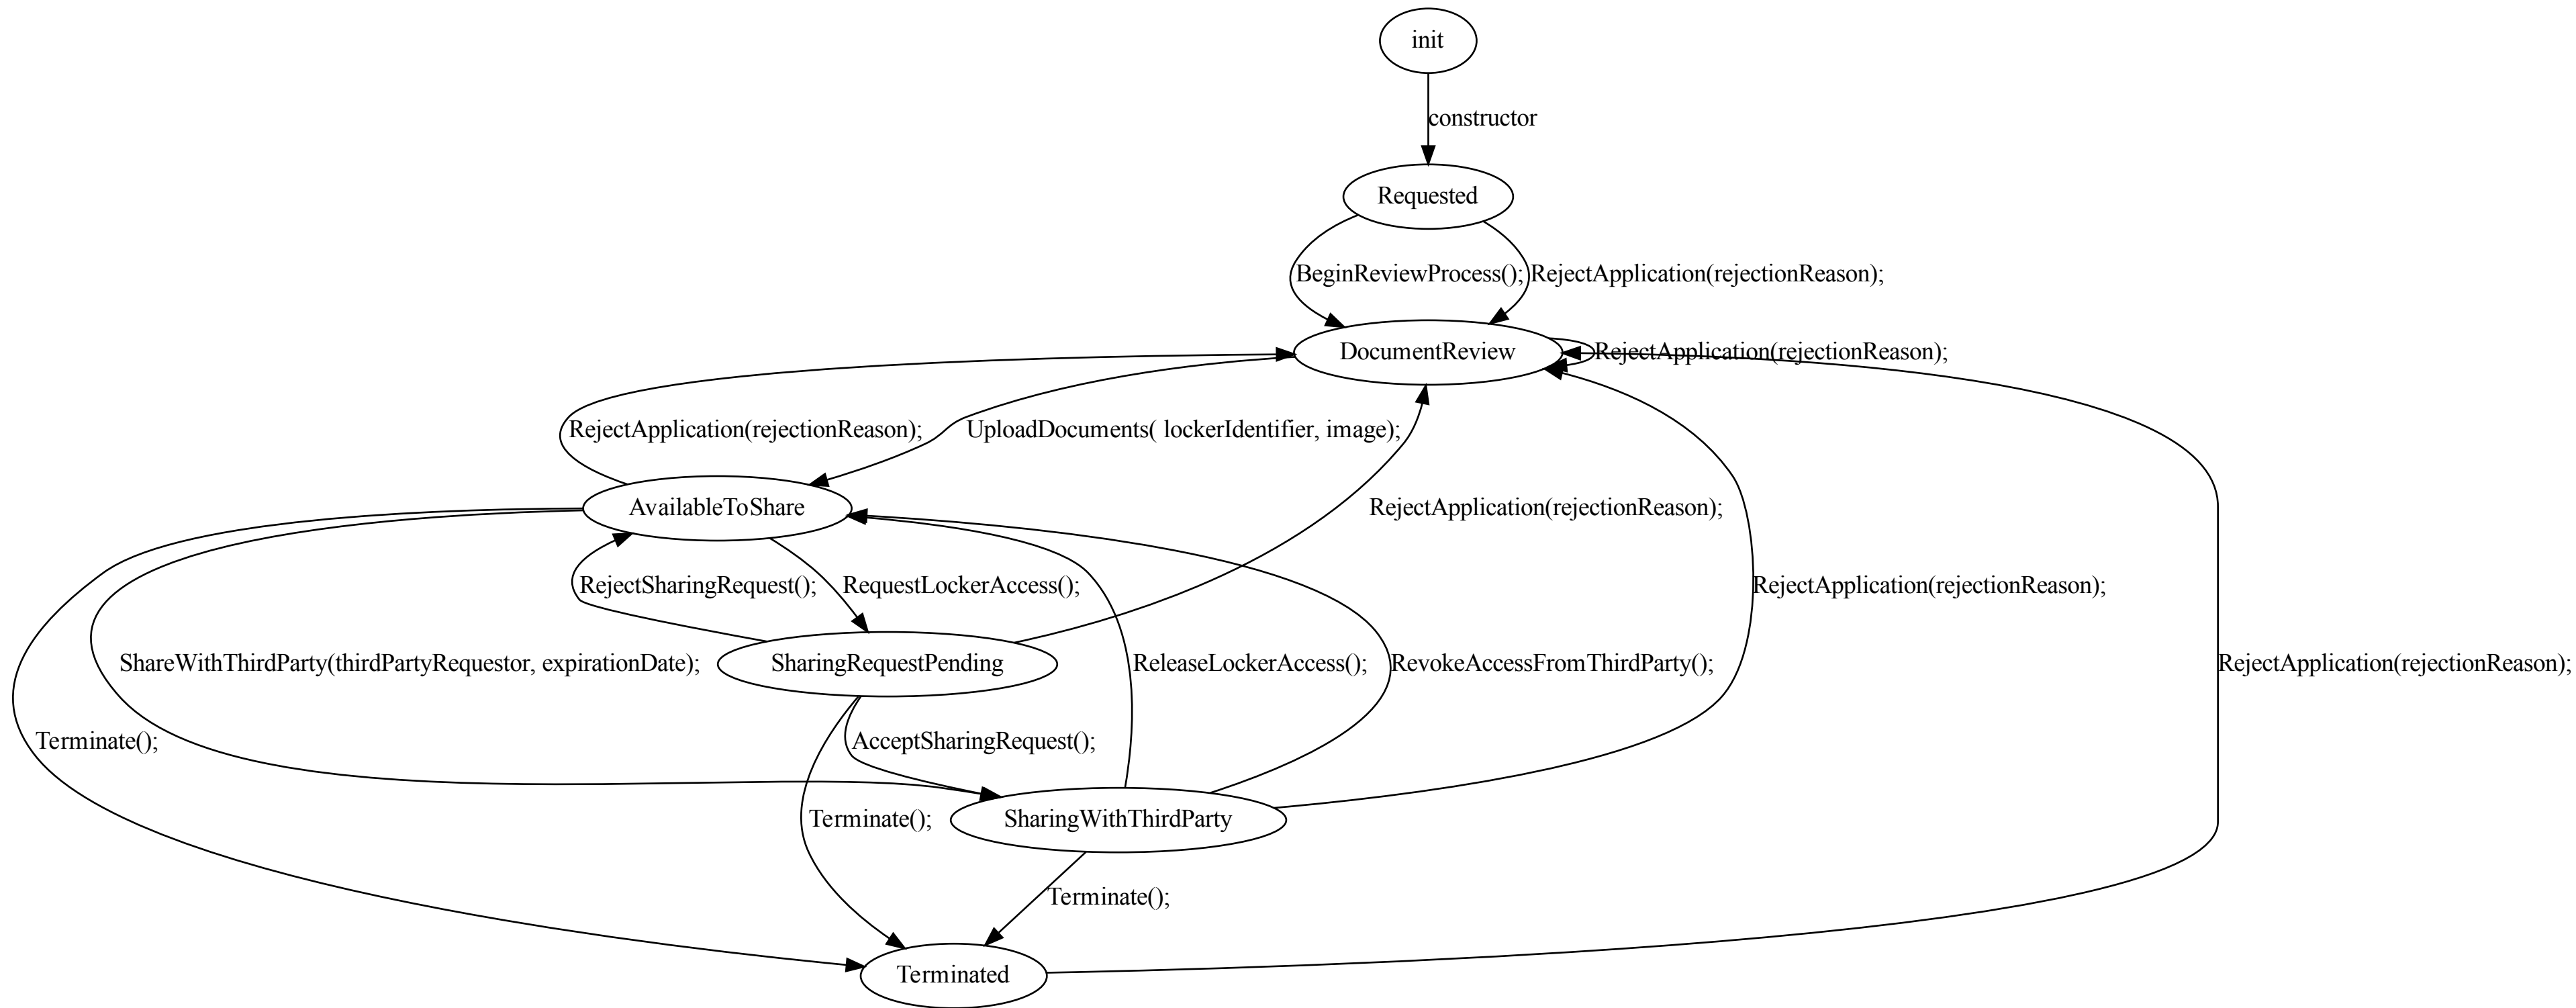 init
constructor
Requested
BeginReviewProcess();
RejectApplication(rejectionReason);
DocumentReview
RejectApplication(rejectionReason);
RejectApplication(rejectionReason);
UploadDocuments( lockerIdentifier, image);
AvailableToShare
RejectApplication(rejectionReason);
RejectSharingRequest();
RequestLockerAccess();
RejectApplication(rejectionReason);
ShareWithThirdParty(thirdPartyRequestor, expirationDate);
SharingRequestPending
ReleaseLockerAccess();
RevokeAccessFromThirdParty();
RejectApplication(rejectionReason);
Terminate();
AcceptSharingRequest();
Terminate();
SharingWithThirdParty
Terminate();
Terminated